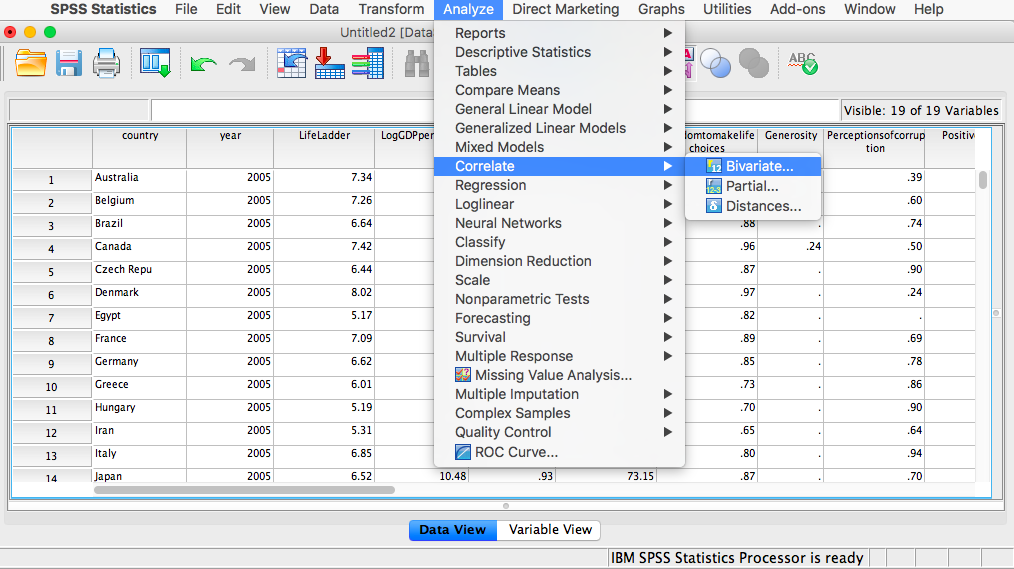 SPSS Statistics File Edit View Data Transform Analyze Direct Marketing Graphs Utilities Add-ons Window Help
Untitled2 [Data
Visible: 19 of 19 Variables
Reports
Descriptive Statistics
Tables
Compare Means
General Linear Model
Generalized Linear Models
Mixed Models
Correlate
Regression
Loglinear
Neural Networks
Classify
Dimension Reduction
Scale
Nonparametric Tests
Forecasting
Survival
Multiple Response
Missing Value Analysis...
Multiple Imputation
Complex Samples
Quality Control
ROC Curve...
Bivariate...
Partial...
Distances...
ABC
country year LifeLadder LogGDPper domtomakelife Generosity Perceptionsofcorrup Positiv
choices tion
1 Australia 2005 7.34 .39
2 Belgium 2005 7.26 .60
3 Brazil 2005 6.64 .88 . .74
4 Canada 2005 7.42 .96 .24 .50
5 Czech Repu 2005 6.44 .87 . .90
6 Denmark 2005 8.02 .97 . .24
7 Egypt 2005 5.17 .82 . .
8 France 2005 7.09 .89 . .69
9 Germany 2005 6.62 .85 . .78
10 Greece 2005 6.01 .73 . .86
11 Hungary 2005 5.19 .70 . .90
12 Iran 2005 5.31 .65 . .64
13 Italy 2005 6.85 .80 . .94
14 Japan 2005 6.52 10.48 .93 73.15 .87 . .70
Data View Variable View
IBM SPSS Statistics Processor is ready